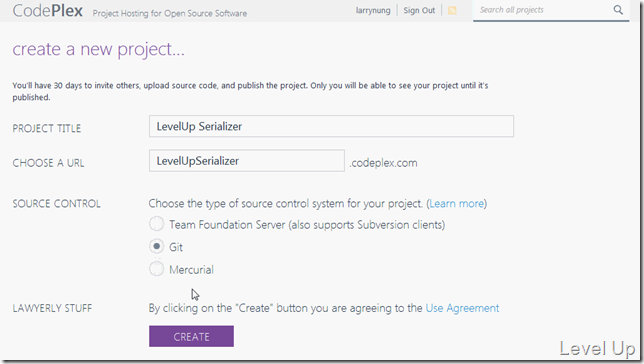 CodePlex Project Hosting for Open Source Software larrynung Sign Out Search all projects
create a new project...
You'll have 30 days to invite others, upload source code, and publish the project. Only you will be able to see your project until it's
published.
PROJECT TITLE LevelUp Serializer
CHOOSE A URL LevelUpSerializer .codeplex.com
SOURCE CONTROL Choose the type of source control system for your project. (Learn more)
Team Foundation Server (also supports Subversion clients)
Git
Mercurial
LAWYERLY STUFF By clicking on the "Create" button you are agreeing to the Use Agreement
CREATE
Level Up